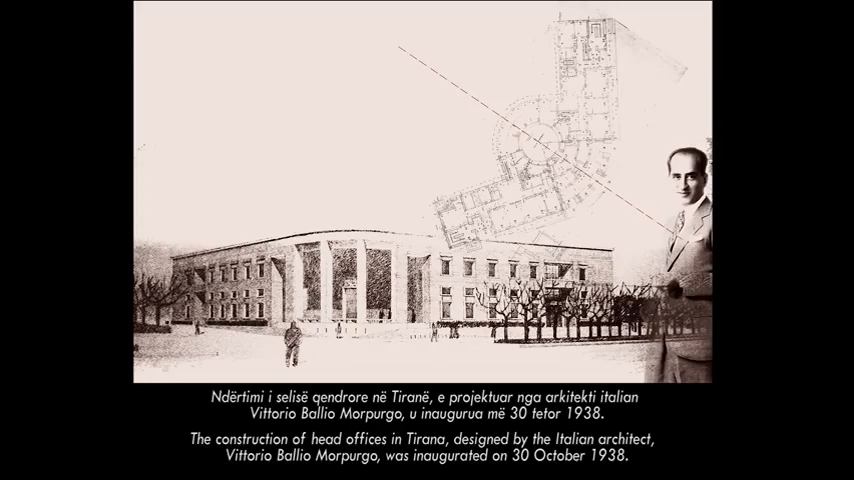 Ndërtimi i selisë qendrore në Tiranë, e projektuar nga arkitekti italian
Vittorio Ballio Morpurgo, u inaugurua më 30 tetor 1938.
The construction of head offices in Tirana, designed by the Italian architect,
Vittorio Ballio Morpurgo, was inaugurated on 30 October 1938.